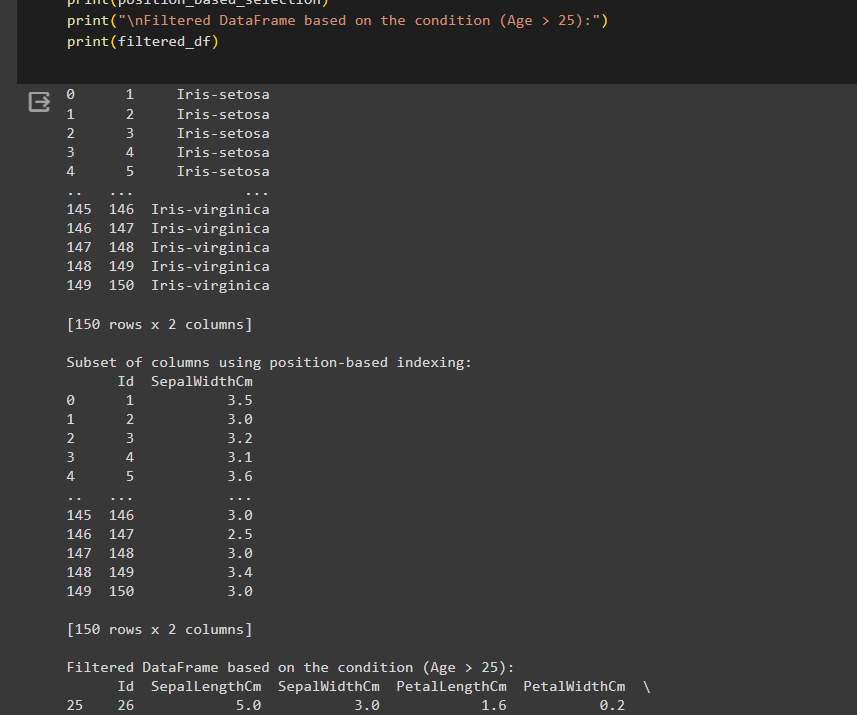 print(position_based_selection)
print("\nFiltered DataFrame based on the condition (Age > 25):")
print(filtered_df)
0      1     Iris-setosa
1      2     Iris-setosa
2      3     Iris-setosa
3      4     Iris-setosa
4      5     Iris-setosa
..   ...             ...
145  146  Iris-virginica
146  147  Iris-virginica
147  148  Iris-virginica
148  149  Iris-virginica
149  150  Iris-virginica
[150 rows x 2 columns]
Subset of columns using position-based indexing:
      Id  SepalWidthCm
0      1           3.5
1      2           3.0
2      3           3.2
3      4           3.1
4      5           3.6
..   ...           ...
145  146           3.0
146  147           2.5
147  148           3.0
148  149           3.4
149  150           3.0
[150 rows x 2 columns]
Filtered DataFrame based on the condition (Age > 25):
      Id  SepalLengthCm  SepalWidthCm  PetalLengthCm  PetalWidthCm  \
25    26            5.0           3.0            1.6           0.2